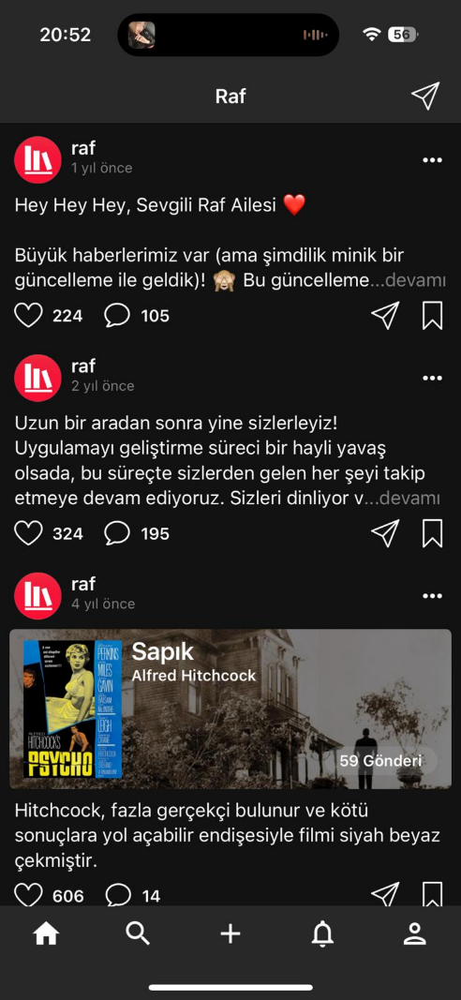 20:52
56
Raf
raf
1 yıl önce
Hey Hey Hey, Sevgili Raf Ailesi ❤️
Büyük haberlerimiz var (ama şimdilik minik bir
güncelleme ile geldik)! 🙈 Bu güncelleme...devamı
224
105
raf
2 yıl önce
Uzun bir aradan sonra yine sizlerleyiz!
Uygulamayı geliştirme süreci bir hayli yavaş
olsada, bu süreçte sizlerden gelen her şeyi takip
etmeye devam ediyoruz. Sizleri dinliyor v...devamı
324
195
raf
4 yıl önce
Sapık
Alfred Hitchcock
PERKINS
MILES
GAVIN
LEIGH
ALFRED
HITCHCOCK'S
PSYCHO
59 Gönderi
Hitchcock, fazla gerçekçi bulunur ve kötü
sonuçlara yol açabilir endişesiyle filmi siyah beyaz
çekmiştir.
606
14